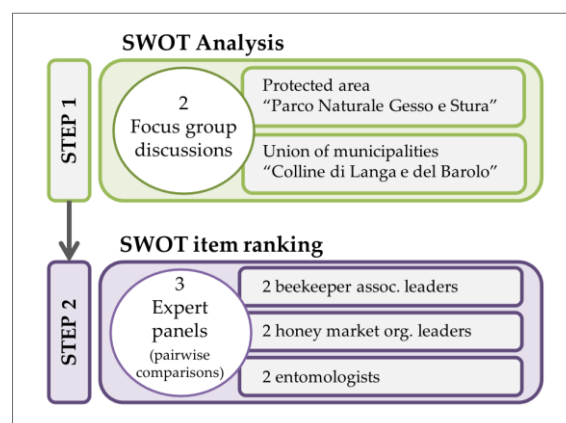 SWOT Analysis
STEP 1
2
Focus group
discussions
Protected area
“Parco Naturale Gesso e Stura”
Union of municipalities
“Colline di Langa e del Barolo”
SWOT item ranking
STEP 2
3
Expert
panels
(pairwise
comparisons)
2 beekeeper assoc. leaders
2 honey market org. leaders
2 entomologists